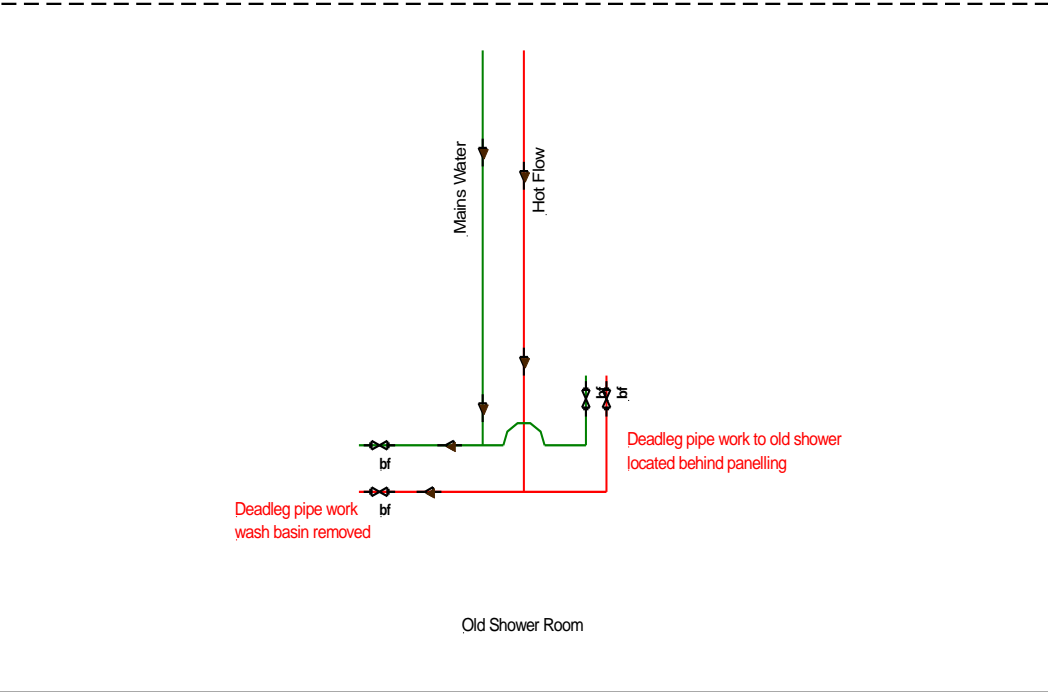 Mains Water
Hot Flow
bf
bf
Deadleg pipe work to old shower
located behind panelling
bf
Deadleg pipe work
wash basin removed
bf
Old Shower Room